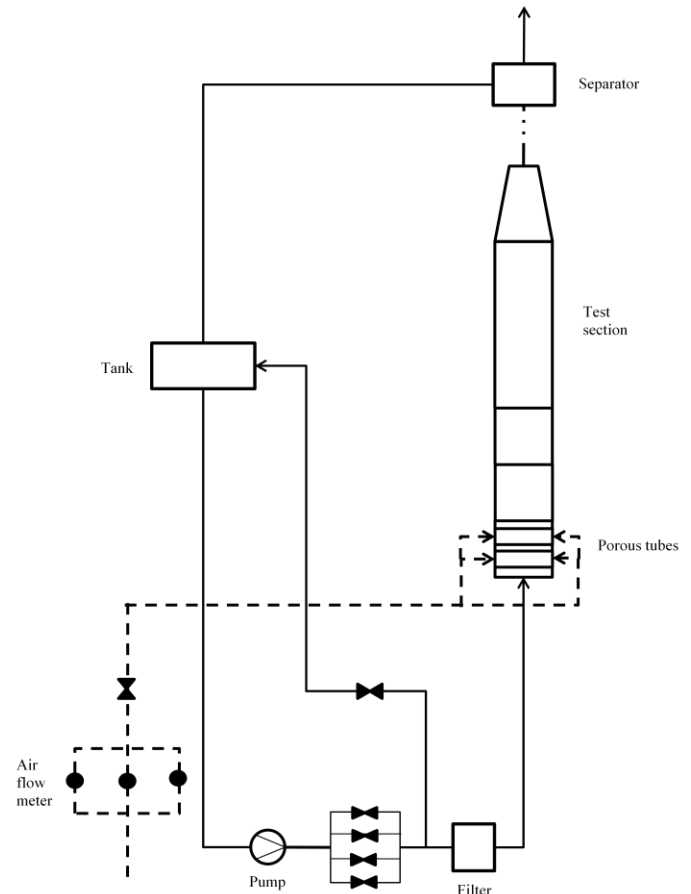 Separator
Test
section
Tank
Porous tubes
Air
flow
meter
Pump
Filter